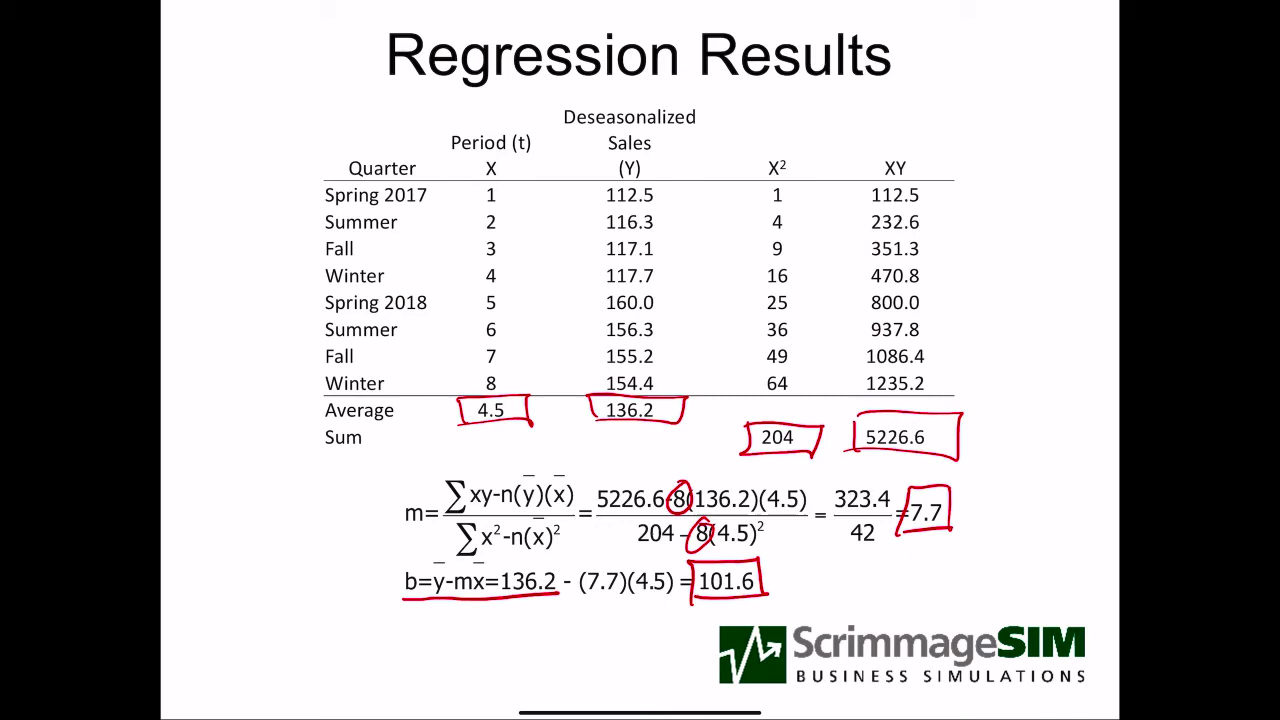 Regression Results
Deseasonalized
Period (t) Sales
Quarter X (Y) X² XY
Spring 2017 1 112.5 1 112.5
Summer 2 116.3 4 232.6
Fall 3 117.1 9 351.3
Winter 4 117.7 16 470.8
Spring 2018 5 160.0 25 800.0
Summer 6 156.3 36 937.8
Fall 7 155.2 49 1086.4
Winter 8 154.4 64 1235.2
Average 4.5 136.2
Sum 204 5226.6
m= ∑xy-n(y̅)(x̅) / ∑x²-n(x̅)² = 5226.6-8(136.2)(4.5) / 204 – 8(4.5)² = 323.4 / 42 =7.7
b=y̅-mx̅=136.2 - (7.7)(4.5) = 101.6
ScrimmageSIM
BUSINESS SIMULATIONS